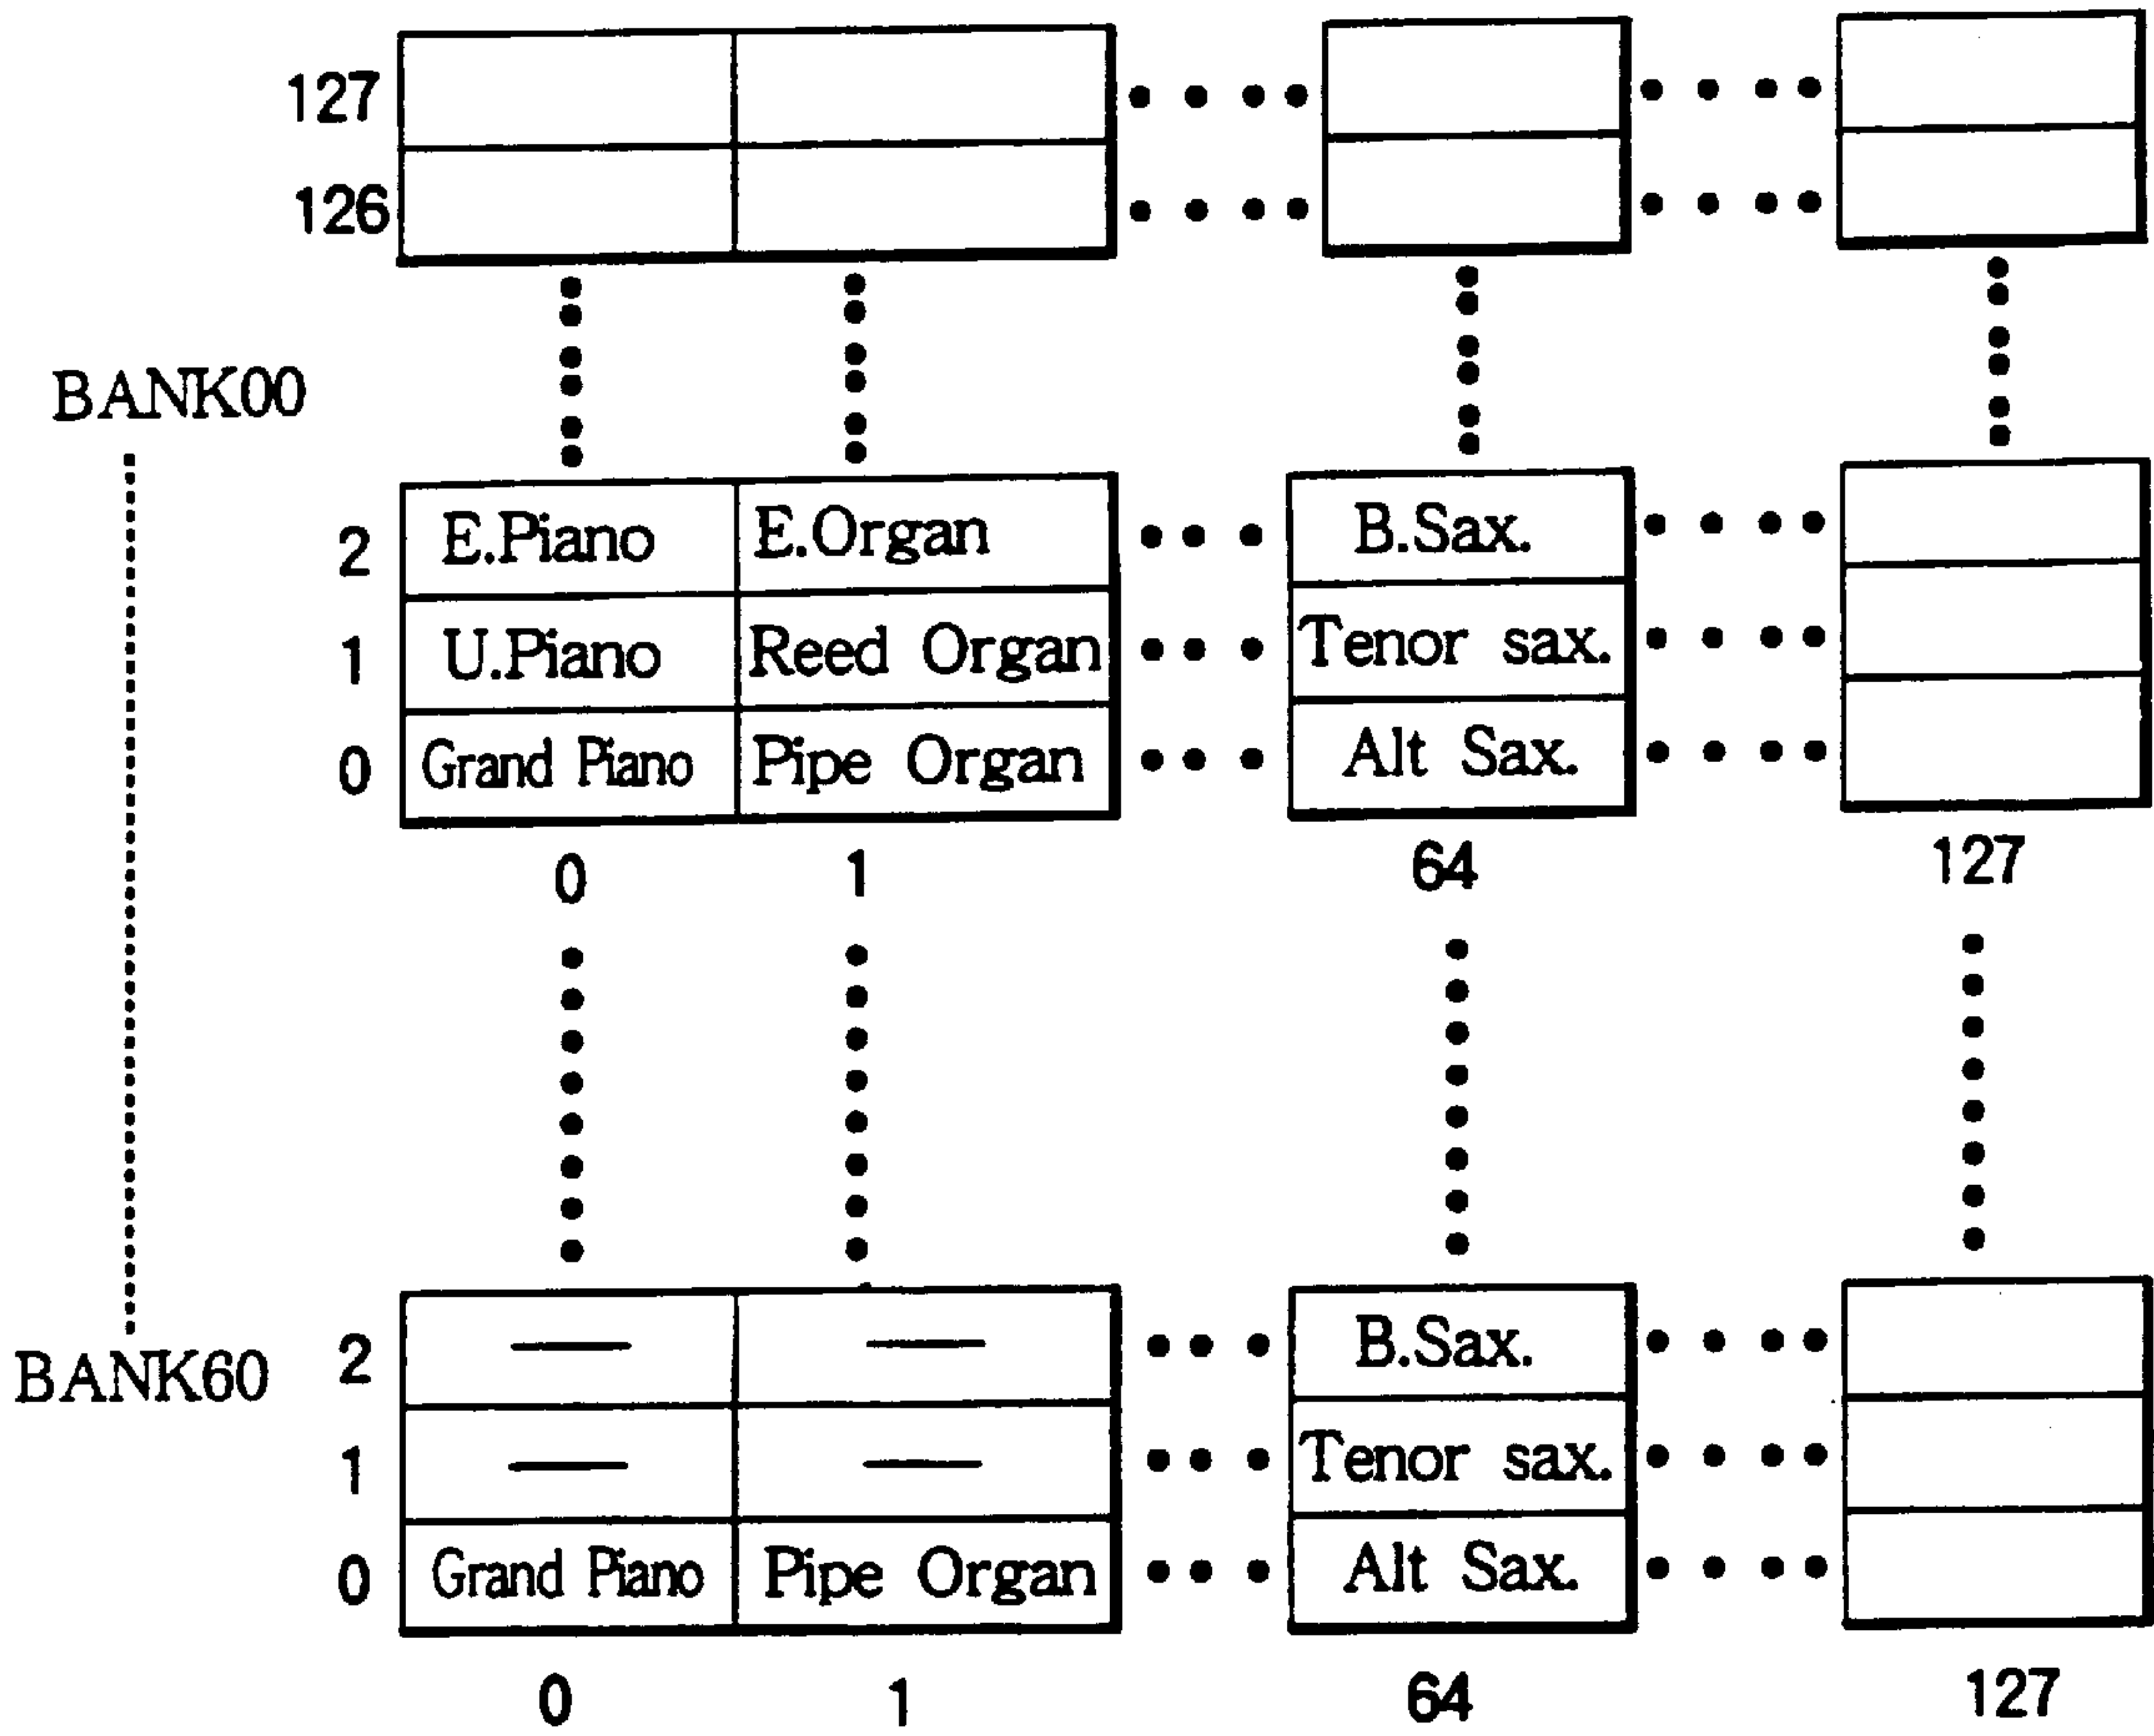 127
126
BANK00
2 E.Piano E.Organ B.Sax.
1 U.Piano Reed Organ Tenor sax.
0 Grand Piano Pipe Organ Alt Sax.
0 1 64 127
BANK60
2 — — B.Sax.
1 — — Tenor sax.
0 Grand Piano Pipe Organ Alt Sax.
0 1 64 127